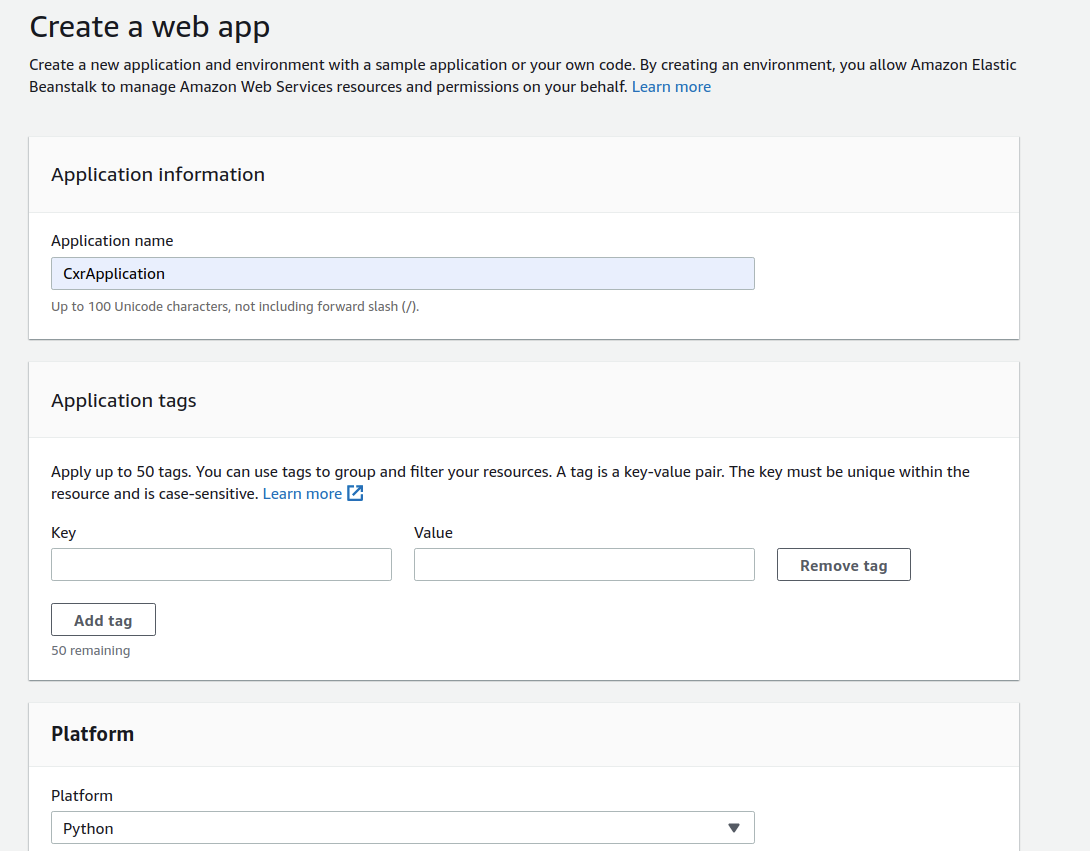 Create a web app
Create a new application and environment with a sample application or your own code. By creating an environment, you allow Amazon Elastic
Beanstalk to manage Amazon Web Services resources and permissions on your behalf. Learn more
Application information
Application name
CxrApplication
Up to 100 Unicode characters, not including forward slash (/).
Application tags
Apply up to 50 tags. You can use tags to group and filter your resources. A tag is a key-value pair. The key must be unique within the
resource and is case-sensitive. Learn more
Key Value
Remove tag
Add tag
50 remaining
Platform
Platform
Python